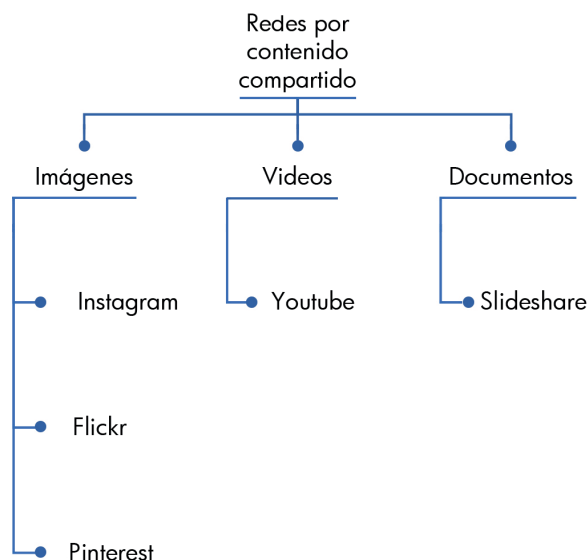 Redes por
contenido
compartido
Imágenes
Videos
Documentos
Instagram
Youtube
Slideshare
Flickr
Pinterest